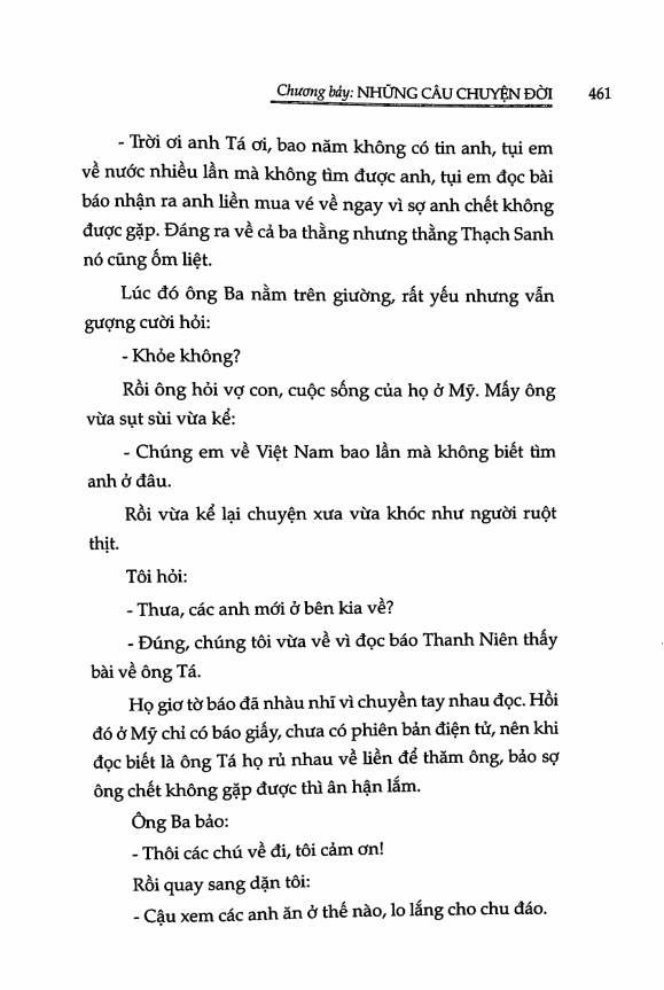 Chương bảy: NHỮNG CÂU CHUYỆN ĐỜI 461
- Trời ơi anh Tá ơi, bao năm không có tin anh, tụi em
về nước nhiều lần mà không tìm được anh, tụi em đọc bài
báo nhận ra anh liền mua vé về ngay vì sợ anh chết không
được gặp. Đáng ra về cả ba thằng nhưng thằng Thạch Sanh
nó cũng ốm liệt.
Lúc đó ông Ba nằm trên giường, rất yếu nhưng vẫn
gượng cười hỏi:
- Khỏe không?
Rồi ông hỏi vợ con, cuộc sống của họ ở Mỹ. Mấy ông
vừa sụt sùi vừa kể:
- Chúng em về Việt Nam bao lần mà không biết tìm
anh ở đâu.
Rồi vừa kể lại chuyện xưa vừa khóc như người ruột
thịt.
Tôi hỏi:
- Thưa, các anh mới ở bên kia về?
- Đúng, chúng tôi vừa về vì đọc báo Thanh Niên thấy
bài về ông Tá.
Họ giơ tờ báo đã nhàu nhĩ vì chuyền tay nhau đọc. Hồi
đó ở Mỹ chỉ có báo giấy, chưa có phiên bản điện tử, nên khi
đọc biết là ông Tá họ rủ nhau về liền để thăm ông, bảo sợ
ông chết không gặp được thì ân hận lắm.
Ông Ba bảo:
- Thôi các chú về đi, tôi cảm ơn!
Rồi quay sang dặn tôi:
- Cậu xem các anh ăn ở thế nào, lo lắng cho chu đáo.